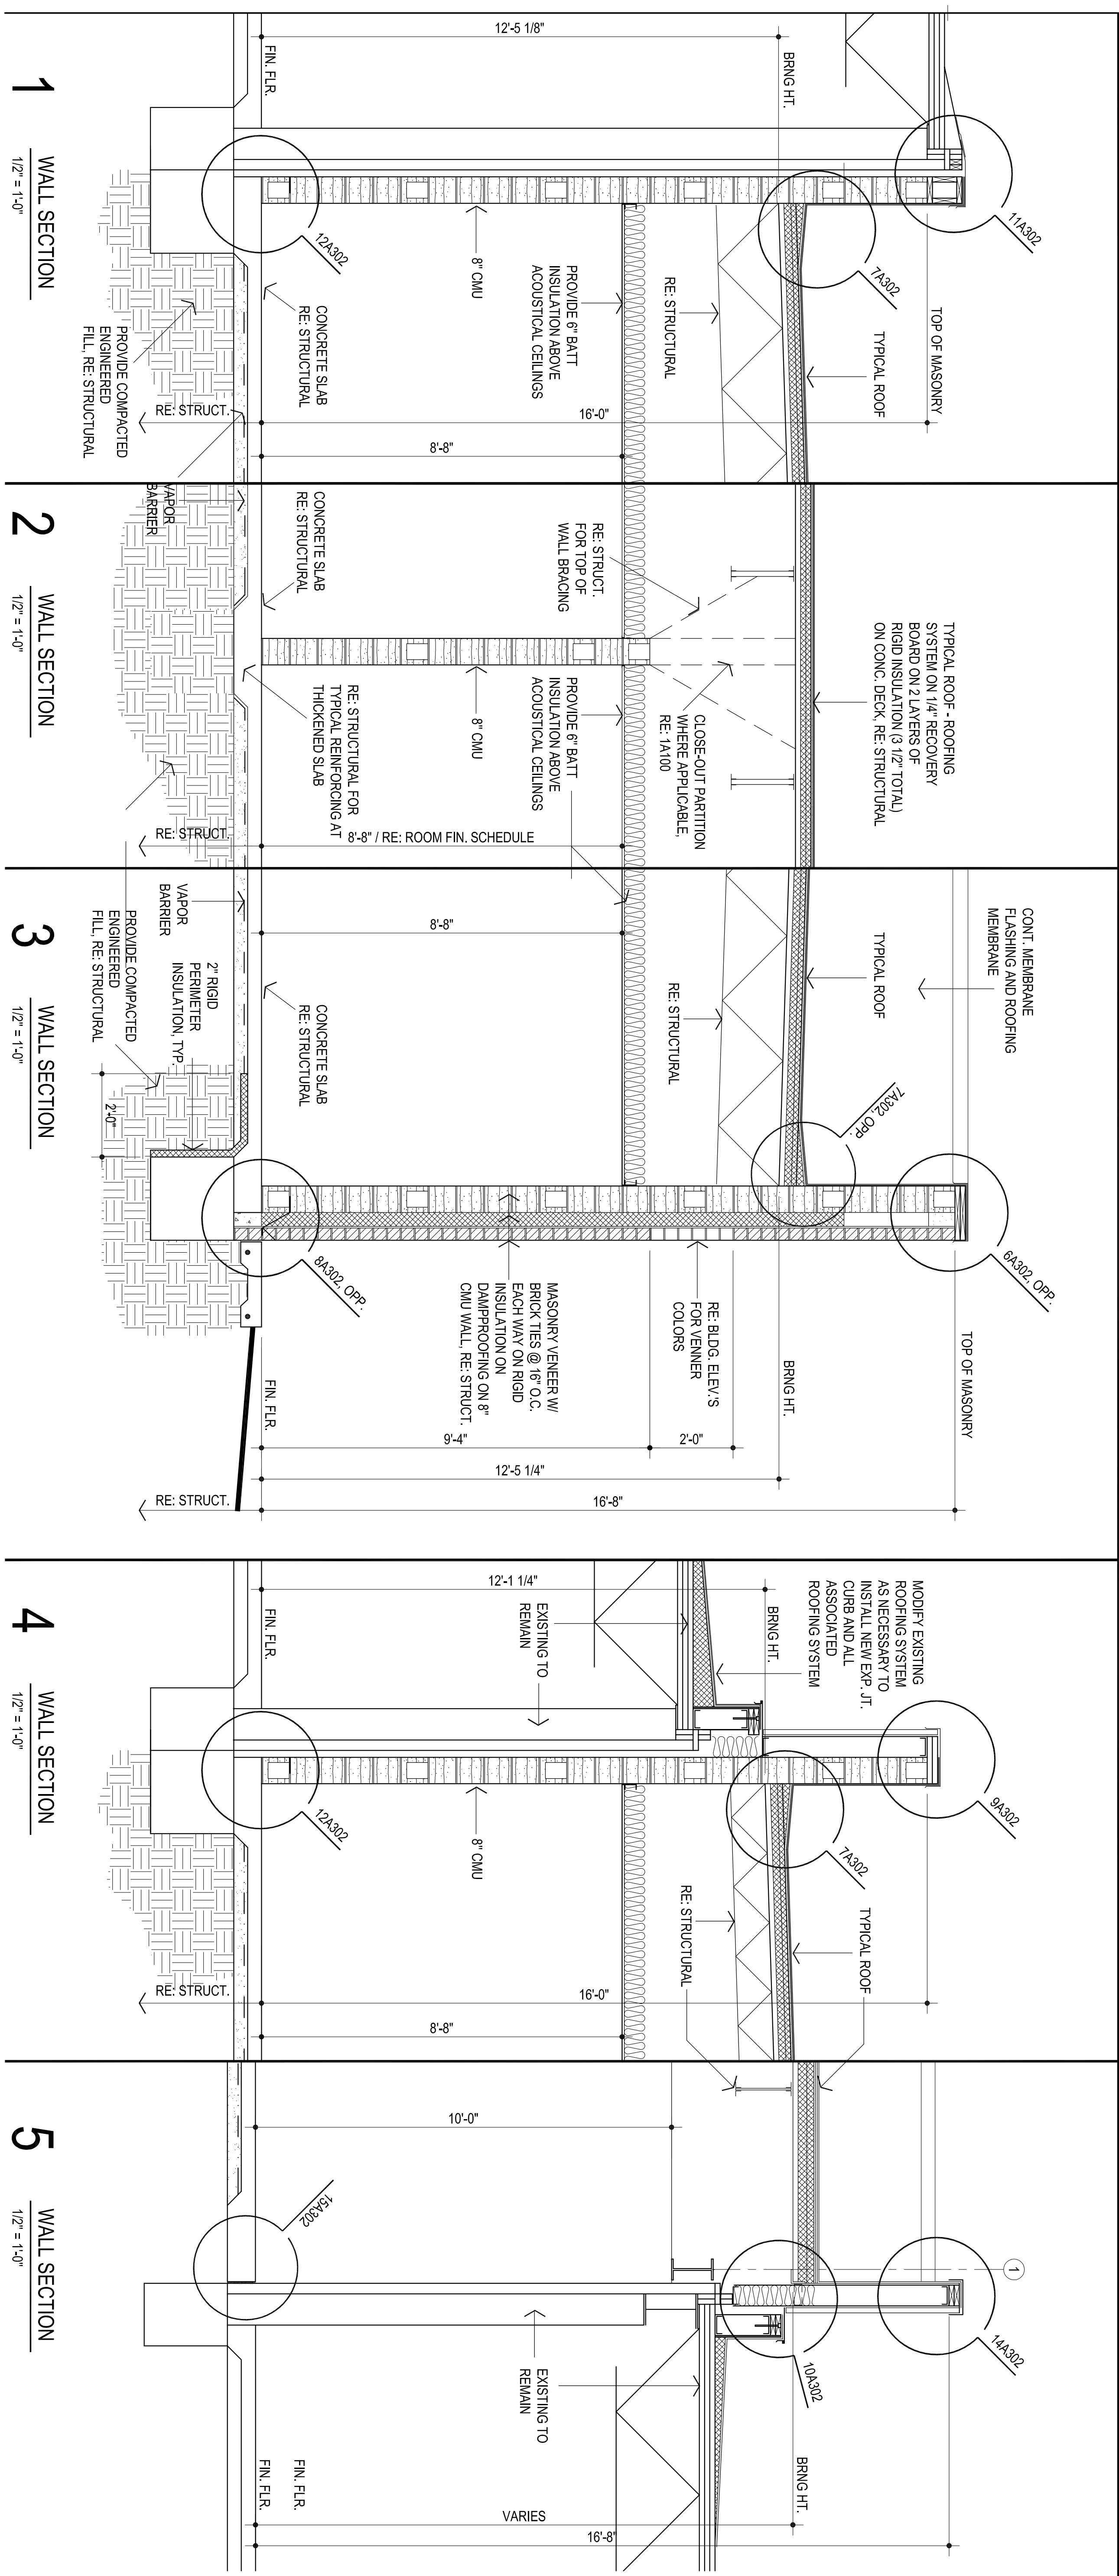 12'-5 1/8"
FIN. FLR.
BRNG HT.
11A302
7A302
12A302
TOP OF MASONRY
TYPICAL ROOF
RE: STRUCTURAL
PROVIDE 6" BATT
INSULATION ABOVE
ACOUSTICAL CEILINGS
8" CMU
CONCRETE SLAB
RE: STRUCTURAL
PROVIDE COMPACTED
ENGINEERED
FILL, RE: STRUCTURAL
RE: STRUCT.
16'-0"
8'-8"
1
WALL SECTION
1/2" = 1'-0"
VAPOR
BARRIER
TYPICAL ROOF - ROOFING
SYSTEM ON 1/4" RECOVERY
BOARD ON 2 LAYERS OF
RIGID INSULATION (3 1/2" TOTAL)
ON CONC. DECK, RE: STRUCTURAL
RE: STRUCT.
FOR TOP OF
WALL BRACING
CLOSE-OUT PARTITION
WHERE APPLICABLE,
RE: 1A100
PROVIDE 6" BATT
INSULATION ABOVE
ACOUSTICAL CEILINGS
8" CMU
CONCRETE SLAB
RE: STRUCTURAL
RE: STRUCTURAL FOR
TYPICAL REINFORCING AT
THICKENED SLAB
RE: STRUCT.
8'-8" / RE: ROOM FIN. SCHEDULE
2
WALL SECTION
1/2" = 1'-0"
CONT. MEMBRANE
FLASHING AND ROOFING
MEMBRANE
TYPICAL ROOF
RE: STRUCTURAL
8'-8"
VAPOR
BARRIER
PROVIDE COMPACTED
ENGINEERED
FILL, RE: STRUCTURAL
2" RIGID
PERIMETER
INSULATION, TYP.
CONCRETE SLAB
RE: STRUCTURAL
2'-0"
7A302, OPP.
6A302, OPP.
8A302, OPP.
TOP OF MASONRY
BRNG HT.
RE: BLDG. ELEV.'S
FOR VENNER
COLORS
MASONRY VENEER W/
BRICK TIES @ 16" O.C.
EACH WAY ON RIGID
INSULATION ON
DAMPPROOFING ON 8"
CMU WALL, RE: STRUCT.
FIN. FLR.
9'-4"
2'-0"
12'-5 1/4"
RE: STRUCT.
16'-8"
3
WALL SECTION
1/2" = 1'-0"
MODIFY EXISTING
ROOFING SYSTEM
AS NECESSARY TO
INSTALL NEW EXP. JT.
CURB AND ALL
ASSOCIATED
ROOFING SYSTEM
12'-1 1/4"
BRNG HT.
FIN. FLR.
EXISTING TO
REMAIN
9A302
7A302
12A302
8" CMU
TYPICAL ROOF
RE: STRUCTURAL
RE: STRUCT.
16'-0"
8'-8"
4
WALL SECTION
1/2" = 1'-0"
10'-0"
15A302
1
14A302
10A302
EXISTING TO
REMAIN
BRNG HT.
FIN. FLR.
FIN. FLR.
VARIES
16'-8"
5
WALL SECTION
1/2" = 1'-0"